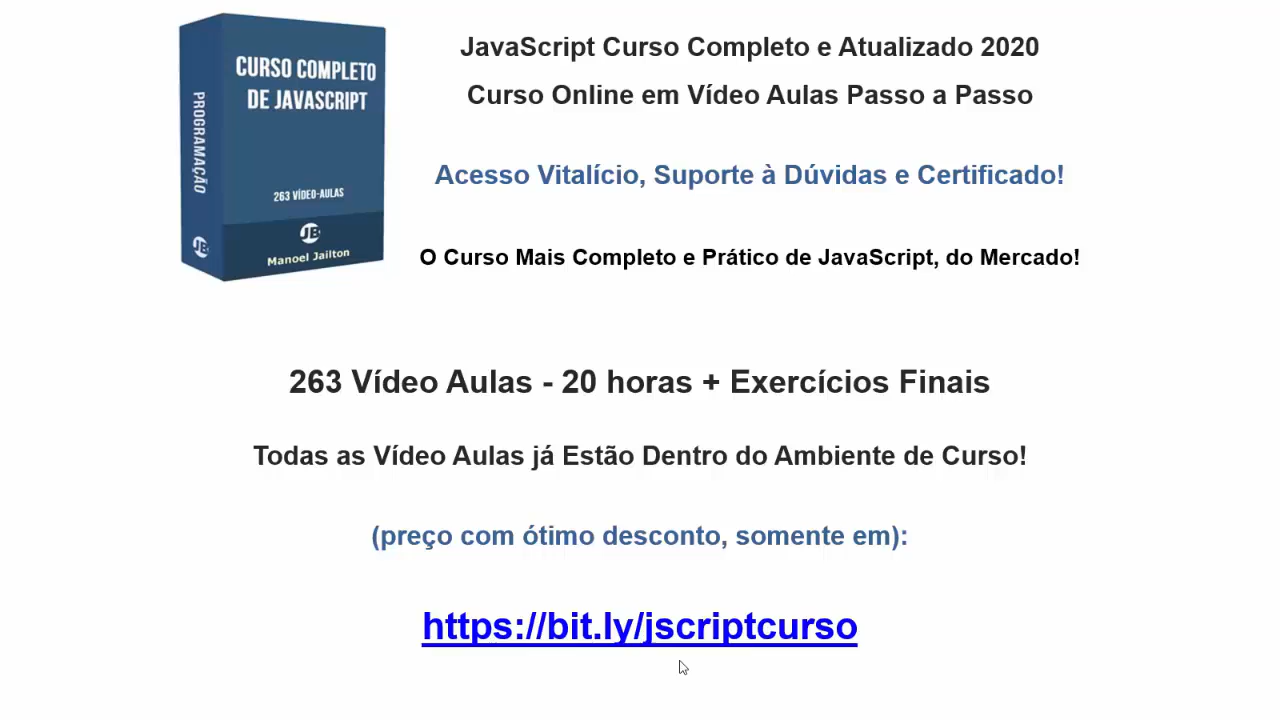 CURSO COMPLETO
DE JAVASCRIPT
PROGRAMAÇÃO
263 VÍDEO-AULAS
JB
JB
Manoel Jailton
JavaScript Curso Completo e Atualizado 2020
Curso Online em Vídeo Aulas Passo a Passo
Acesso Vitalício, Suporte à Dúvidas e Certificado!
O Curso Mais Completo e Prático de JavaScript, do Mercado!
263 Vídeo Aulas - 20 horas + Exercícios Finais
Todas as Vídeo Aulas já Estão Dentro do Ambiente de Curso!
(preço com ótimo desconto, somente em):
https://bit.ly/jscriptcurso